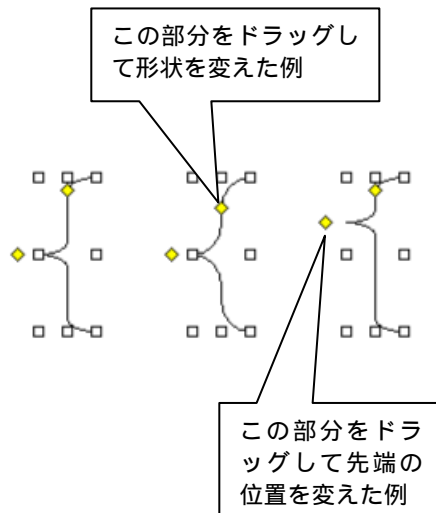 この部分をドラッグし
て形状を変えた例
この部分をドラ
ッグして先端の
位置を変えた例